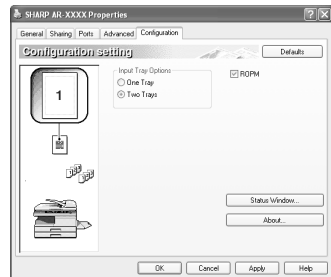 SHARP AR-XXXX Properties
General Sharing Ports Advanced Configuration
Configuration setting
Defaults
Input Tray Options
One Tray
Two Trays
ROPM
1
Status Window...
About...
OK Cancel Apply Help